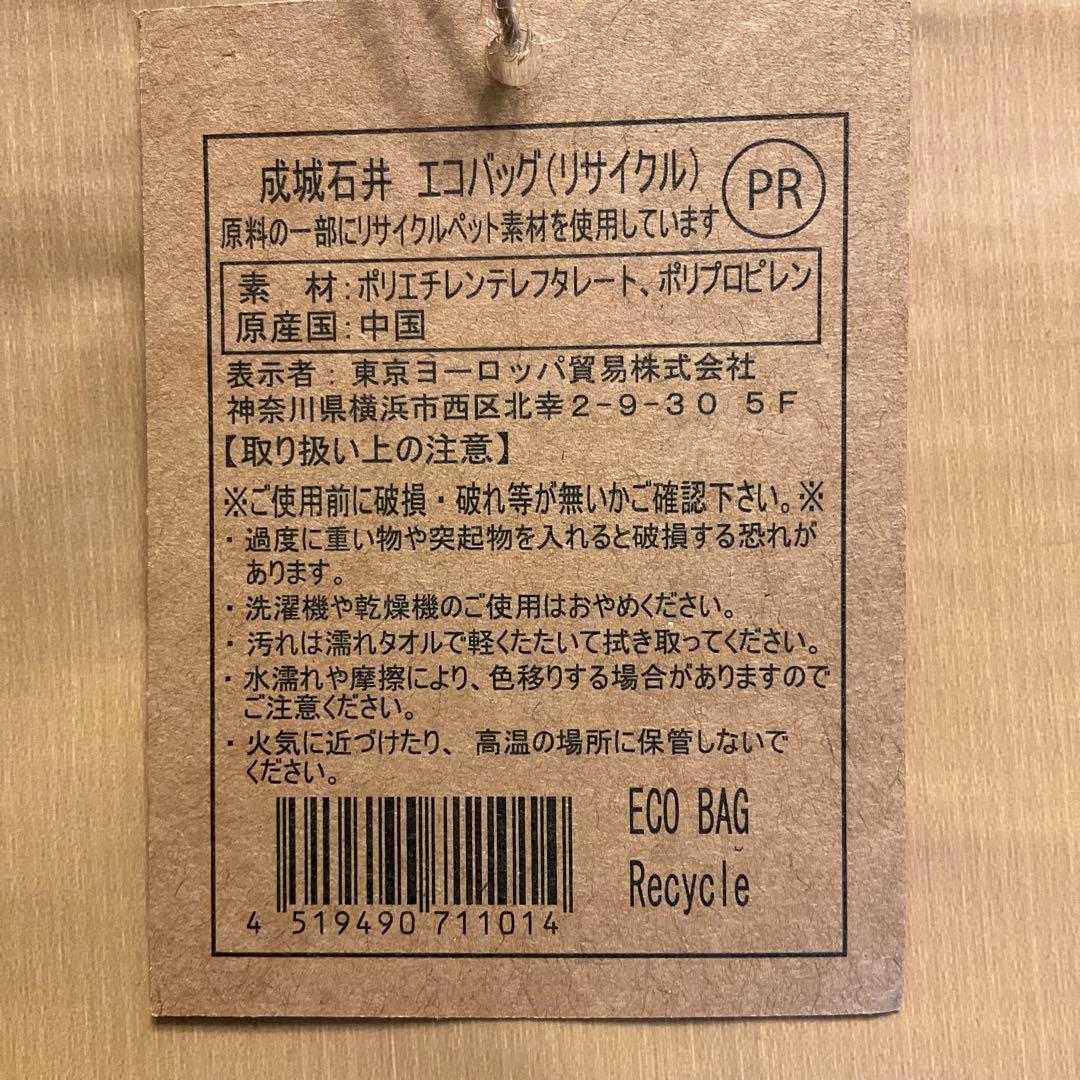 成城石井 エコバッグ(リサイクル) PR
原料の一部にリサイクルペット素材を使用しています
素 材:ポリエチレンテレフタレート、ポリプロピレン
原産国:中国
表示者:東京ヨーロッパ貿易株式会社
神奈川県横浜市西区北幸2-9-30 5F
【取り扱い上の注意】
※ご使用前に破損・破れ等が無いかご確認下さい。※
・過度に重い物や突起物を入れると破損する恐れが
あります。
・洗濯機や乾燥機のご使用はおやめください。
・汚れは濡れタオルで軽くたたいて拭き取ってください。
・水濡れや摩擦により、色移りする場合がありますので
ご注意ください。
・火気に近づけたり、高温の場所に保管しないで
ください。
ECO BAG
Recycle
4 519490 711014